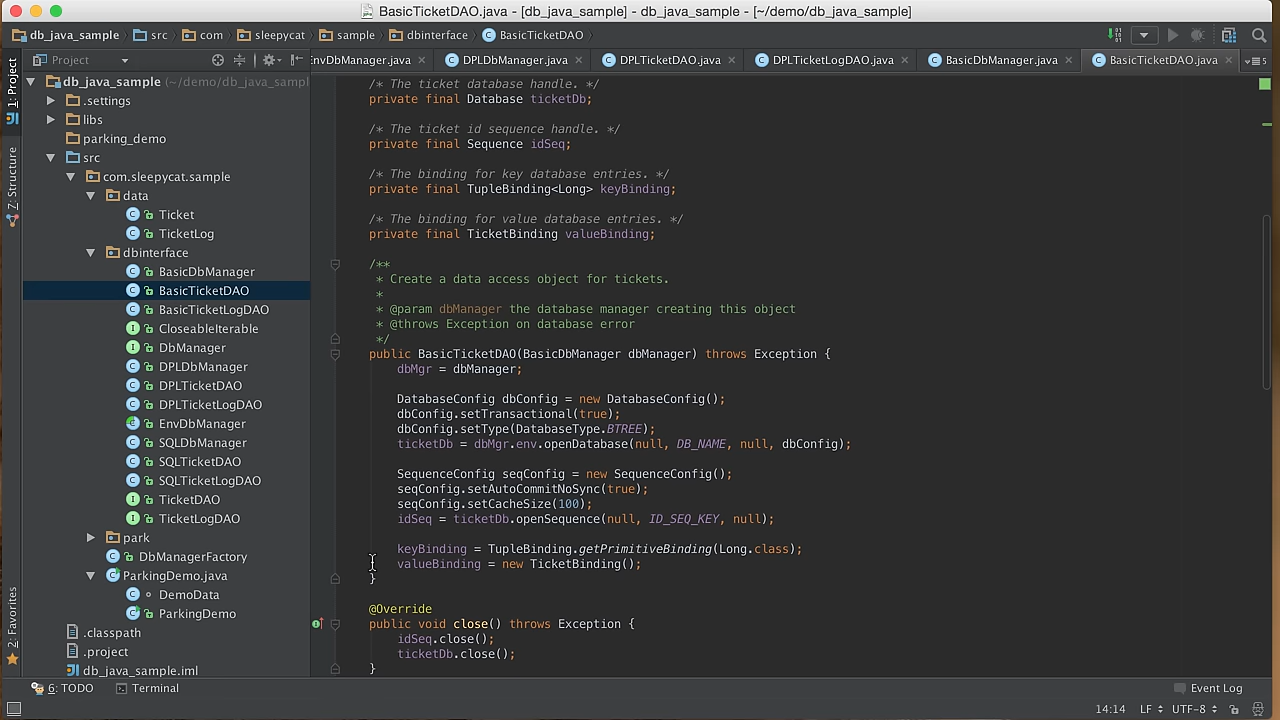 BasicTicketDAO.java - [db_java_sample] - db_java_sample - [~/demo/db_java_sample]
db_java_sample src com sleepycat sample dbinterface BasicTicketDAO
Project
EnvDbManager.java DPLDbManager.java DPLTicketDAO.java DPLTicketLogDAO.java BasicDbManager.java BasicTicketDAO.java
1: Project
Z: Structure
2: Favorites
db_java_sample (~/demo/db_java_sampl
.settings
libs
parking_demo
src
com.sleepycat.sample
data
Ticket
TicketLog
dbinterface
BasicDbManager
BasicTicketDAO
BasicTicketLogDAO
CloseableIterable
DbManager
DPLDbManager
DPLTicketDAO
DPLTicketLogDAO
EnvDbManager
SQLDbManager
SQLTicketDAO
SQLTicketLogDAO
TicketDAO
TicketLogDAO
park
DbManagerFactory
ParkingDemo.java
DemoData
ParkingDemo
.classpath
.project
db_java_sample.iml
/* The ticket database handle. */
private final Database ticketDb;
/* The ticket id sequence handle. */
private final Sequence idSeq;
/* The binding for key database entries. */
private final TupleBinding<Long> keyBinding;
/* The binding for value database entries. */
private final TicketBinding valueBinding;
/**
* Create a data access object for tickets.
*
* @param dbManager the database manager creating this object
* @throws Exception on database error
*/
public BasicTicketDAO(BasicDbManager dbManager) throws Exception {
dbMgr = dbManager;
DatabaseConfig dbConfig = new DatabaseConfig();
dbConfig.setTransactional(true);
dbConfig.setType(DatabaseType.BTREE);
ticketDb = dbMgr.env.openDatabase(null, DB_NAME, null, dbConfig);
SequenceConfig seqConfig = new SequenceConfig();
seqConfig.setAutoCommitNoSync(true);
seqConfig.setCacheSize(100);
idSeq = ticketDb.openSequence(null, ID_SEQ_KEY, null);
keyBinding = TupleBinding.getPrimitiveBinding(Long.class);
valueBinding = new TicketBinding();
}
@Override
public void close() throws Exception {
idSeq.close();
ticketDb.close();
}
6: TODO Terminal Event Log
14:14 LF UTF-8